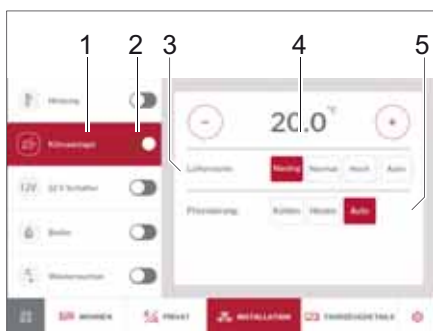 1 2 3 4 5
Heizung
Klimaanlage
12V 12 V Schalter
Boiler
20.0°
Lüfterstufe: Niedrig Normal Hoch Auto
Priorisierung: Kühlen Heizen Auto
WOHNEN PRIVAT INSTALLATION FAHRZEUGDETAILS